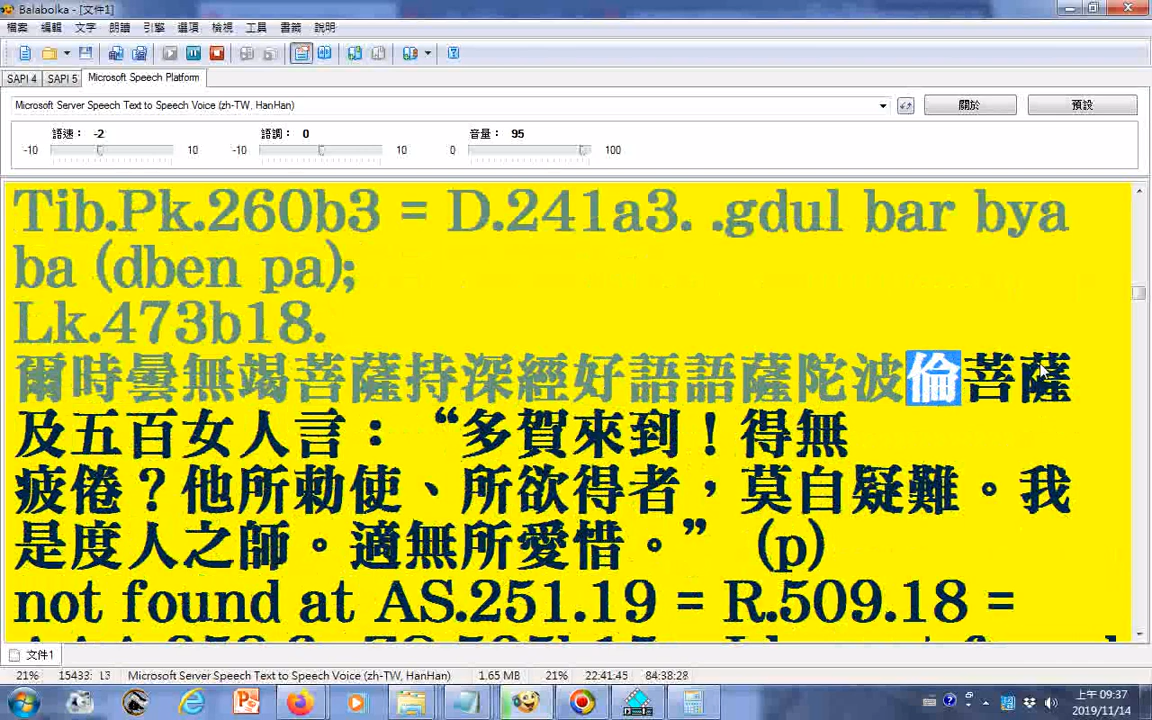 Balabolka - [文件1]
檔案 編輯 文字 朗讀 引擎 選項 檢視 工具 書籤 說明
SAPI 4 SAPI 5 Microsoft Speech Platform
Microsoft Server Speech Text to Speech Voice (zh-TW, HanHan) 關於 預設
語速： -2 語調： 0 音量： 95
-10 10 -10 10 0 100
Tib.Pk.260b3 = D.241a3. .gdul bar bya
ba (dben pa);
Lk.473b18.
爾時曇無竭菩薩持深經好語語薩陀波倫菩薩
及五百女人言：“多賀來到！得無
疲倦？他所勅使、所欲得者，莫自疑難。我
是度人之師。適無所愛惜。” (p)
not found at AS.251.19 = R.509.18 =
文件1
21% 15433: 13 Microsoft Server Speech Text to Speech Voice (zh-TW, HanHan) 1.65 MB 21% 22:41:45 84:38:28
上午 09:37
2019/11/14